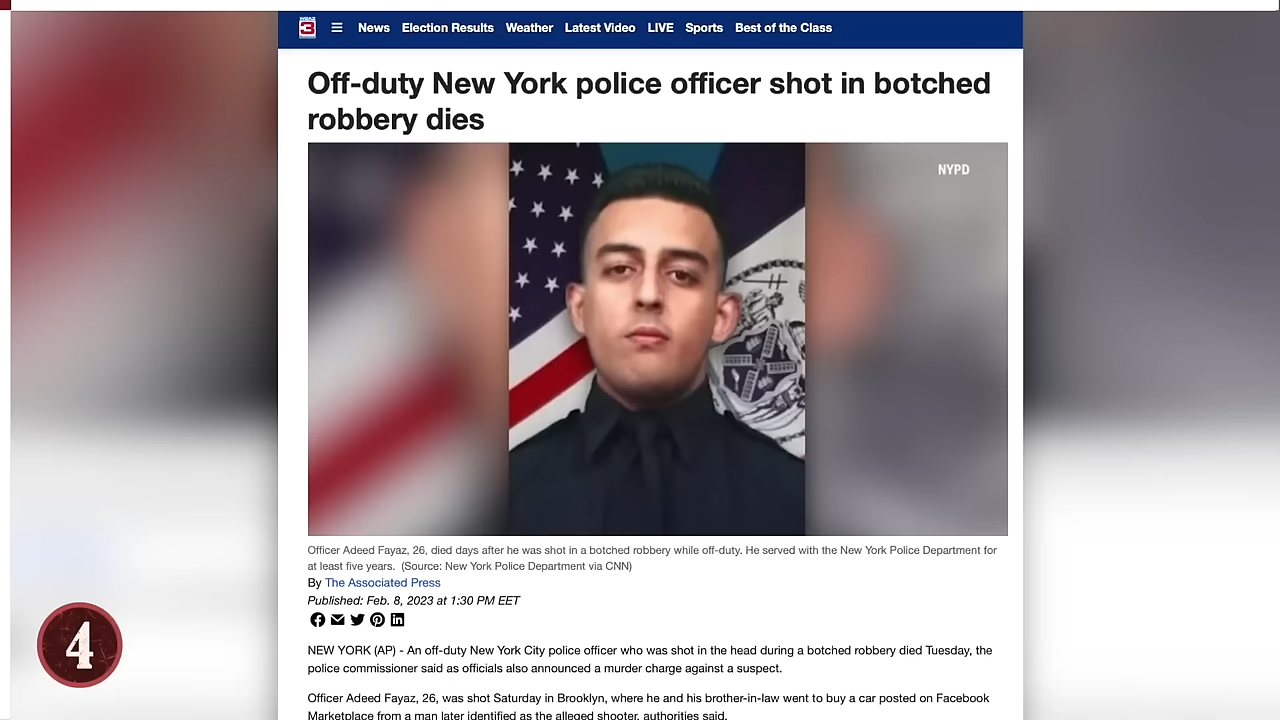 WSAZ
3
News Election Results Weather Latest Video LIVE Sports Best of the Class
Off-duty New York police officer shot in botched
robbery dies
NYPD
Officer Adeed Fayaz, 26, died days after he was shot in a botched robbery while off-duty. He served with the New York Police Department for
at least five years. (Source: New York Police Department via CNN)
By The Associated Press
Published: Feb. 8, 2023 at 1:30 PM EET
NEW YORK (AP) - An off-duty New York City police officer who was shot in the head during a botched robbery died Tuesday, the
police commissioner said as officials also announced a murder charge against a suspect.
Officer Adeed Fayaz, 26, was shot Saturday in Brooklyn, where he and his brother-in-law went to buy a car posted on Facebook
Marketplace from a man later identified as the alleged shooter, authorities said.
4